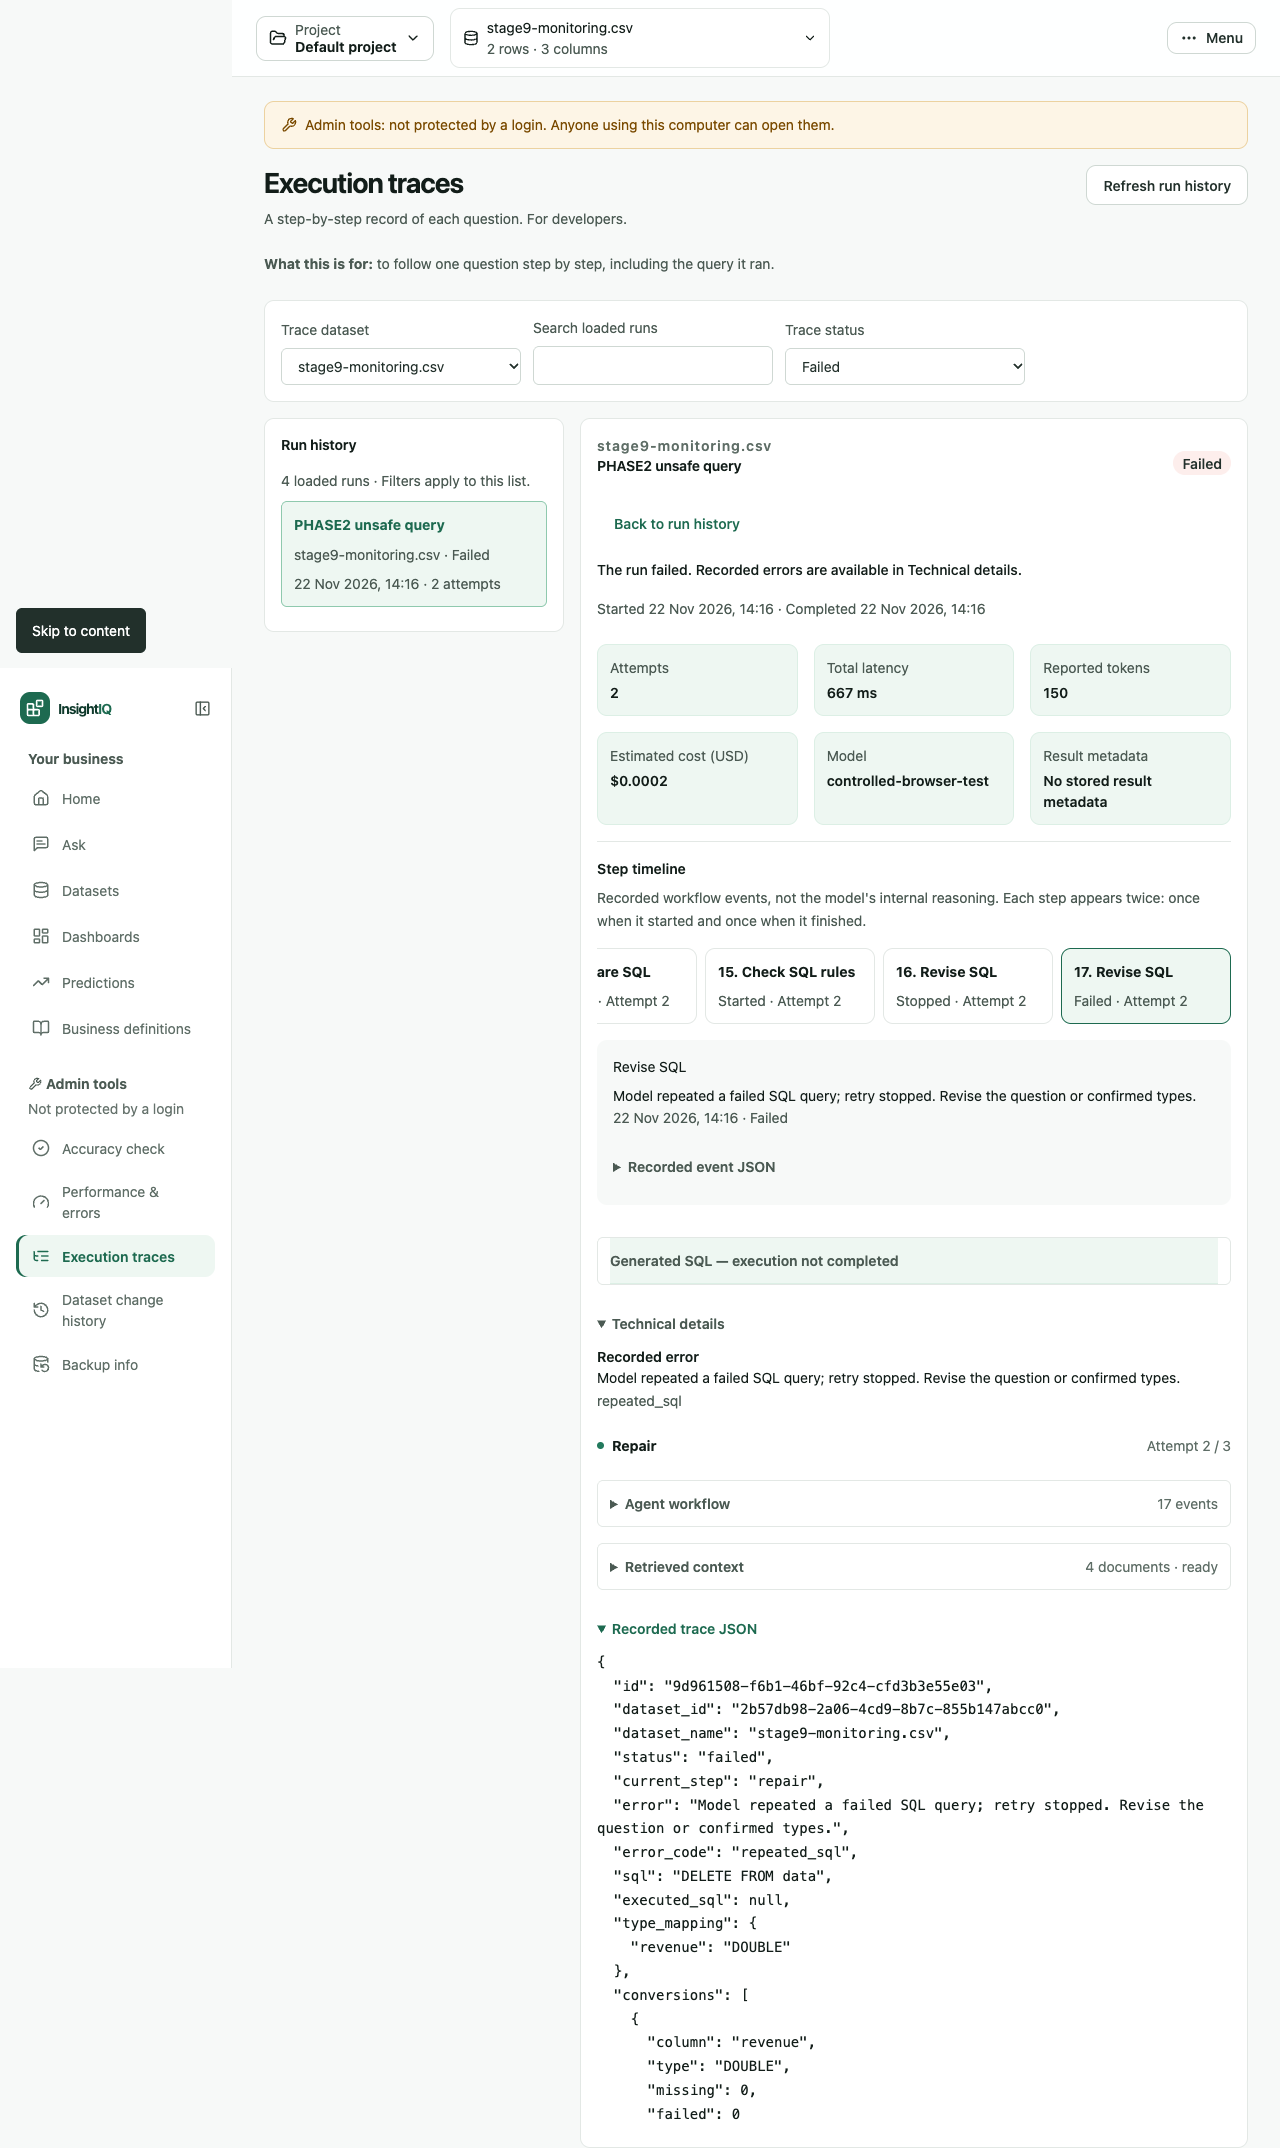 Project
Default project
stage9-monitoring.csv
2 rows · 3 columns
Menu
Admin tools: not protected by a login. Anyone using this computer can open them.
Execution traces
Refresh run history
A step-by-step record of each question. For developers.
What this is for: to follow one question step by step, including the query it ran.
Trace dataset
stage9-monitoring.csv
Search loaded runs
Trace status
Failed
Run history
4 loaded runs · Filters apply to this list.
PHASE2 unsafe query
stage9-monitoring.csv · Failed
22 Nov 2026, 14:16 · 2 attempts
Skip to content
InsightIQ
Your business
Home
Ask
Datasets
Dashboards
Predictions
Business definitions
Admin tools
Not protected by a login
Accuracy check
Performance &
errors
Execution traces
Dataset change
history
Backup info
stage9-monitoring.csv
PHASE2 unsafe query
Failed
Back to run history
The run failed. Recorded errors are available in Technical details.
Started 22 Nov 2026, 14:16 · Completed 22 Nov 2026, 14:16
Attempts
2
Total latency
667 ms
Reported tokens
150
Estimated cost (USD)
$0.0002
Model
controlled-browser-test
Result metadata
No stored result
metadata
Step timeline
Recorded workflow events, not the model's internal reasoning. Each step appears twice: once
when it started and once when it finished.
are SQL
· Attempt 2
15. Check SQL rules
Started · Attempt 2
16. Revise SQL
Stopped · Attempt 2
17. Revise SQL
Failed · Attempt 2
Revise SQL
Model repeated a failed SQL query; retry stopped. Revise the question or confirmed types.
22 Nov 2026, 14:16 · Failed
Recorded event JSON
Generated SQL — execution not completed
Technical details
Recorded error
Model repeated a failed SQL query; retry stopped. Revise the question or confirmed types.
repeated_sql
Repair
Attempt 2 / 3
Agent workflow
17 events
Retrieved context
4 documents · ready
Recorded trace JSON
{
"id": "9d961508-f6b1-46bf-92c4-cfd3b3e55e03",
"dataset_id": "2b57db98-2a06-4cd9-8b7c-855b147abcc0",
"dataset_name": "stage9-monitoring.csv",
"status": "failed",
"current_step": "repair",
"error": "Model repeated a failed SQL query; retry stopped. Revise the
question or confirmed types.",
"error_code": "repeated_sql",
"sql": "DELETE FROM data",
"executed_sql": null,
"type_mapping": {
"revenue": "DOUBLE"
},
"conversions": [
{
"column": "revenue",
"type": "DOUBLE",
"missing": 0,
"failed": 0